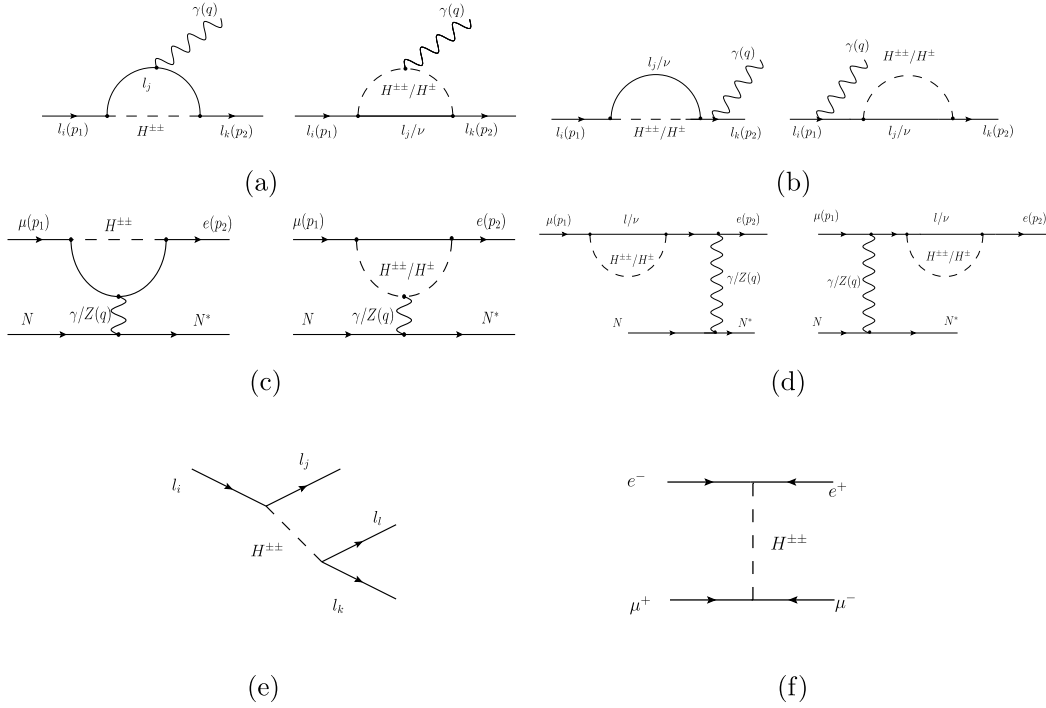 γ(q)
l_j
l_i(p_1)
H^{±±}
l_k(p_2)
γ(q)
H^{±±}/H^±
l_i(p_1)
l_j/ν
l_k(p_2)
(a)
γ(q)
l_j/ν
l_i(p_1)
H^{±±}/H^±
l_k(p_2)
γ(q)
H^{±±}/H^±
l_i(p_1)
l_j/ν
l_k(p_2)
(b)
μ(p_1)
H^{±±}
e(p_2)
N
γ/Z(q)
N^*
μ(p_1)
e(p_2)
H^{±±}/H^±
N
γ/Z(q)
N^*
(c)
μ(p_1)
l/ν
e(p_2)
H^{±±}/H^±
γ/Z(q)
N
N^*
μ(p_1)
l/ν
e(p_2)
H^{±±}/H^±
γ/Z(q)
N
N^*
(d)
l_i
l_j
H^{±±}
l_l
l_k
(e)
e^-
e^+
H^{±±}
μ^+
μ^-
(f)